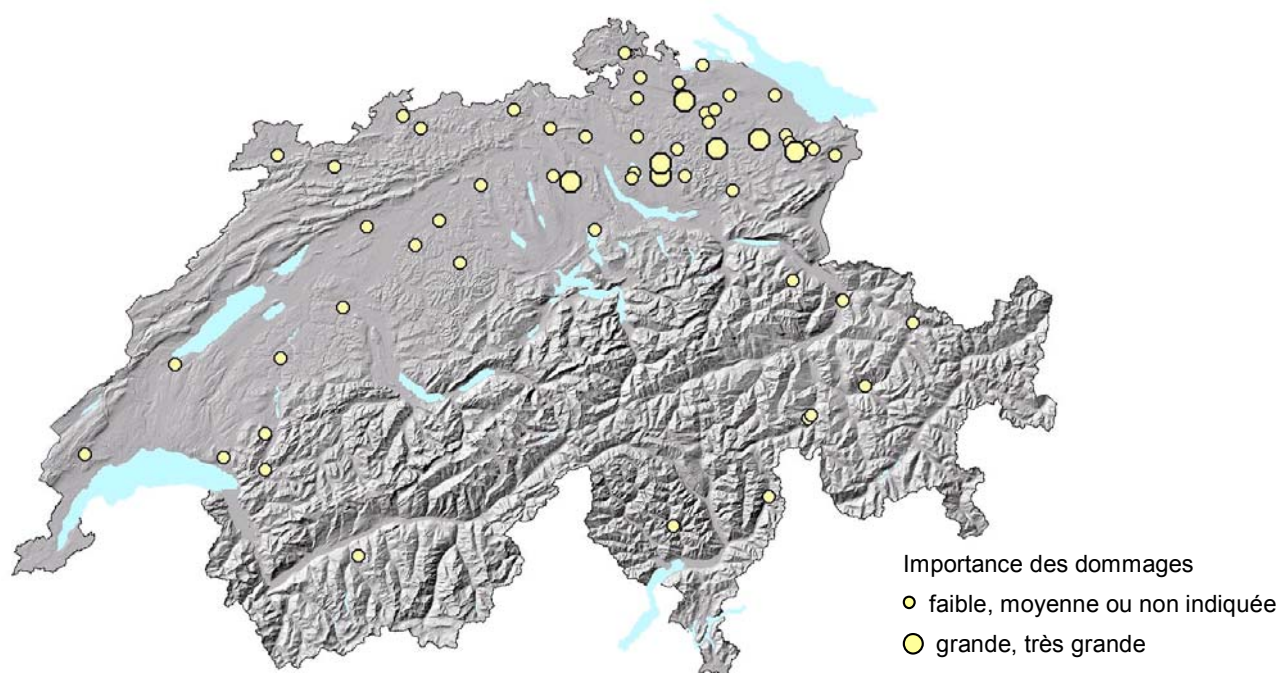 Importance des dommages
faible, moyenne ou non indiquée
grande, très grande